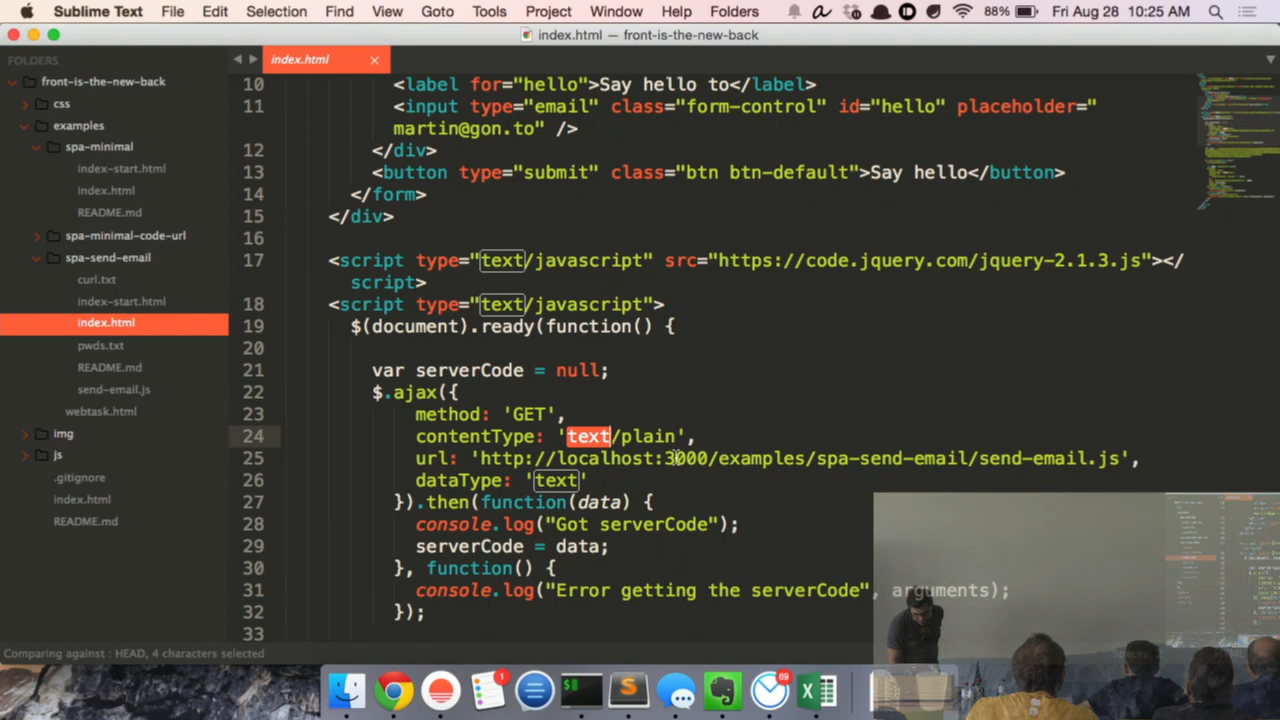 Sublime Text File Edit Selection Find View Goto Tools Project Window Help Folders 88% Fri Aug 28 10:25 AM
index.html — front-is-the-new-back
FOLDERS
front-is-the-new-back
css
examples
spa-minimal
index-start.html
index.html
README.md
spa-minimal-code-url
spa-send-email
curl.txt
index-start.html
index.html
pwds.txt
README.md
send-email.js
webtask.html
img
js
.gitignore
index.html
README.md
index.html
10 <label for="hello">Say hello to</label>
11 <input type="email" class="form-control" id="hello" placeholder="
martin@gon.to" />
12 </div>
13 <button type="submit" class="btn btn-default">Say hello</button>
14 </form>
15 </div>
16
17 <script type="text/javascript" src="https://code.jquery.com/jquery-2.1.3.js"></
script>
18 <script type="text/javascript">
19 $(document).ready(function() {
20
21 var serverCode = null;
22 $.ajax({
23 method: 'GET',
24 contentType: 'text/plain',
25 url: 'http://localhost:3000/examples/spa-send-email/send-email.js',
26 dataType: 'text'
27 }).then(function(data) {
28 console.log("Got serverCode");
29 serverCode = data;
30 }, function() {
31 console.log("Error getting the serverCode", arguments);
32 });
33
Comparing against : HEAD, 4 characters selected
1
69